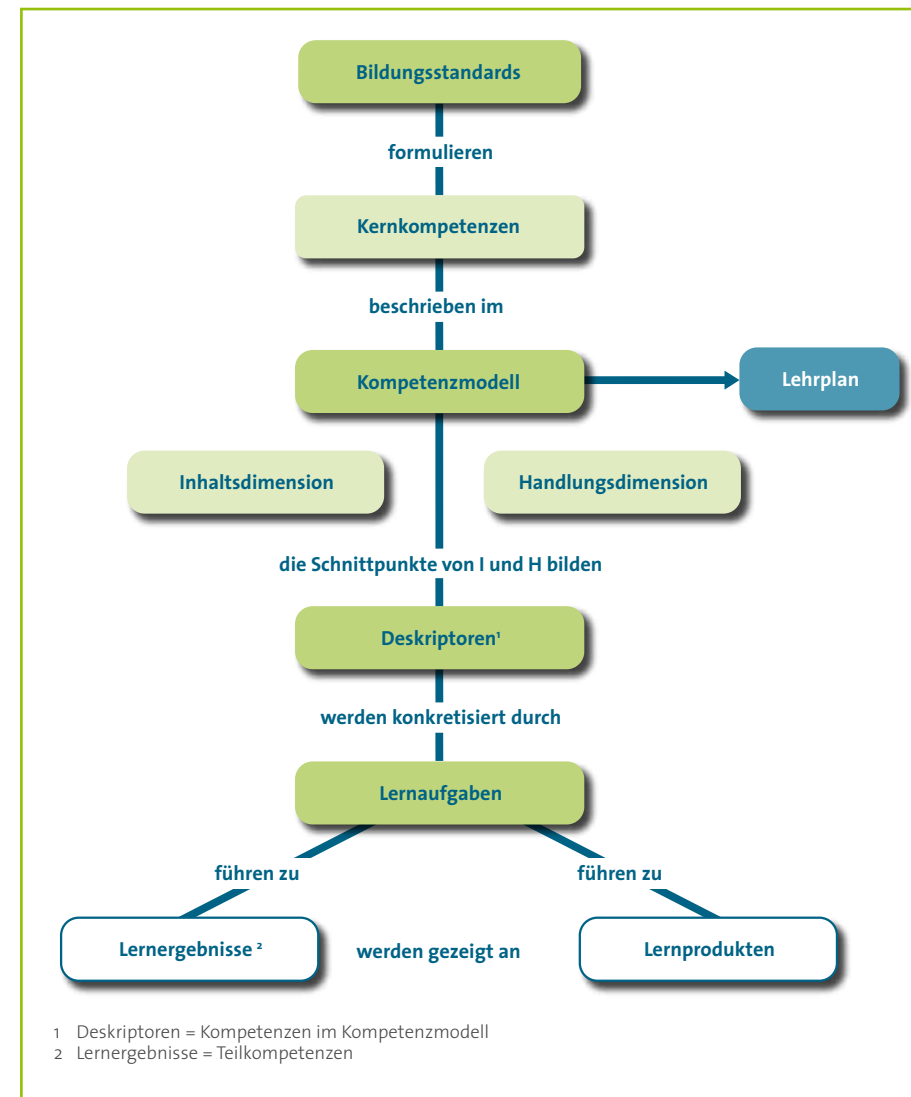 Bildungsstandards
formulieren
Kernkompetenzen
beschrieben im
Kompetenzmodell
Lehrplan
Inhaltsdimension
Handlungsdimension
die Schnittpunkte von I und H bilden
Deskriptoren¹
werden konkretisiert durch
Lernaufgaben
führen zu
führen zu
Lernergebnisse ²
werden gezeigt an
Lernprodukten
1 Deskriptoren = Kompetenzen im Kompetenzmodell
2 Lernergebnisse = Teilkompetenzen